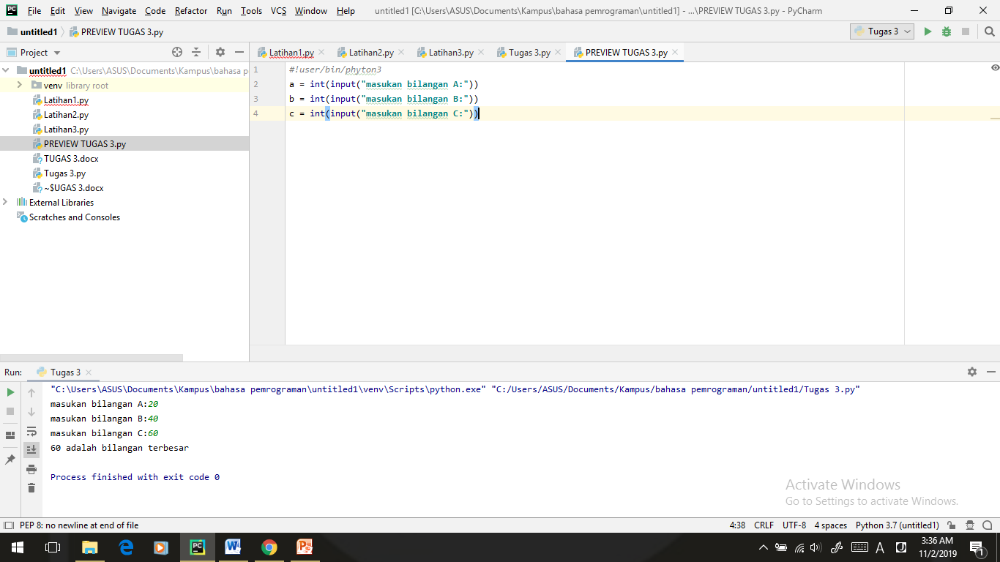 File Edit View Navigate Code Refactor Run Tools VCS Window Help untitled1 [C:\Users\ASUS\Documents\Kampus\bahasa pemrograman\untitled1] - ...\PREVIEW TUGAS 3.py - PyCharm
untitled1 PREVIEW TUGAS 3.py Tugas 3
Project
Latihan1.py Latihan2.py Latihan3.py Tugas 3.py PREVIEW TUGAS 3.py
untitled1 C:\Users\ASUS\Documents\Kampus\bahasa p
venv library root
Latihan1.py
Latihan2.py
Latihan3.py
PREVIEW TUGAS 3.py
TUGAS 3.docx
Tugas 3.py
~$UGAS 3.docx
External Libraries
Scratches and Consoles
1 #!user/bin/phyton3
2 a = int(input("masukan bilangan A:"))
3 b = int(input("masukan bilangan B:"))
4 c = int(input("masukan bilangan C:"))
Run: Tugas 3
"C:\Users\ASUS\Documents\Kampus\bahasa pemrograman\untitled1\venv\Scripts\python.exe" "C:/Users/ASUS/Documents/Kampus/bahasa pemrograman/untitled1/Tugas 3.py"
masukan bilangan A:20
masukan bilangan B:40
masukan bilangan C:60
60 adalah bilangan terbesar
Process finished with exit code 0
Activate Windows
Go to Settings to activate Windows.
PEP 8: no newline at end of file 4:38 CRLF UTF-8 4 spaces Python 3.7 (untitled1)
3:36 AM
11/2/2019
1